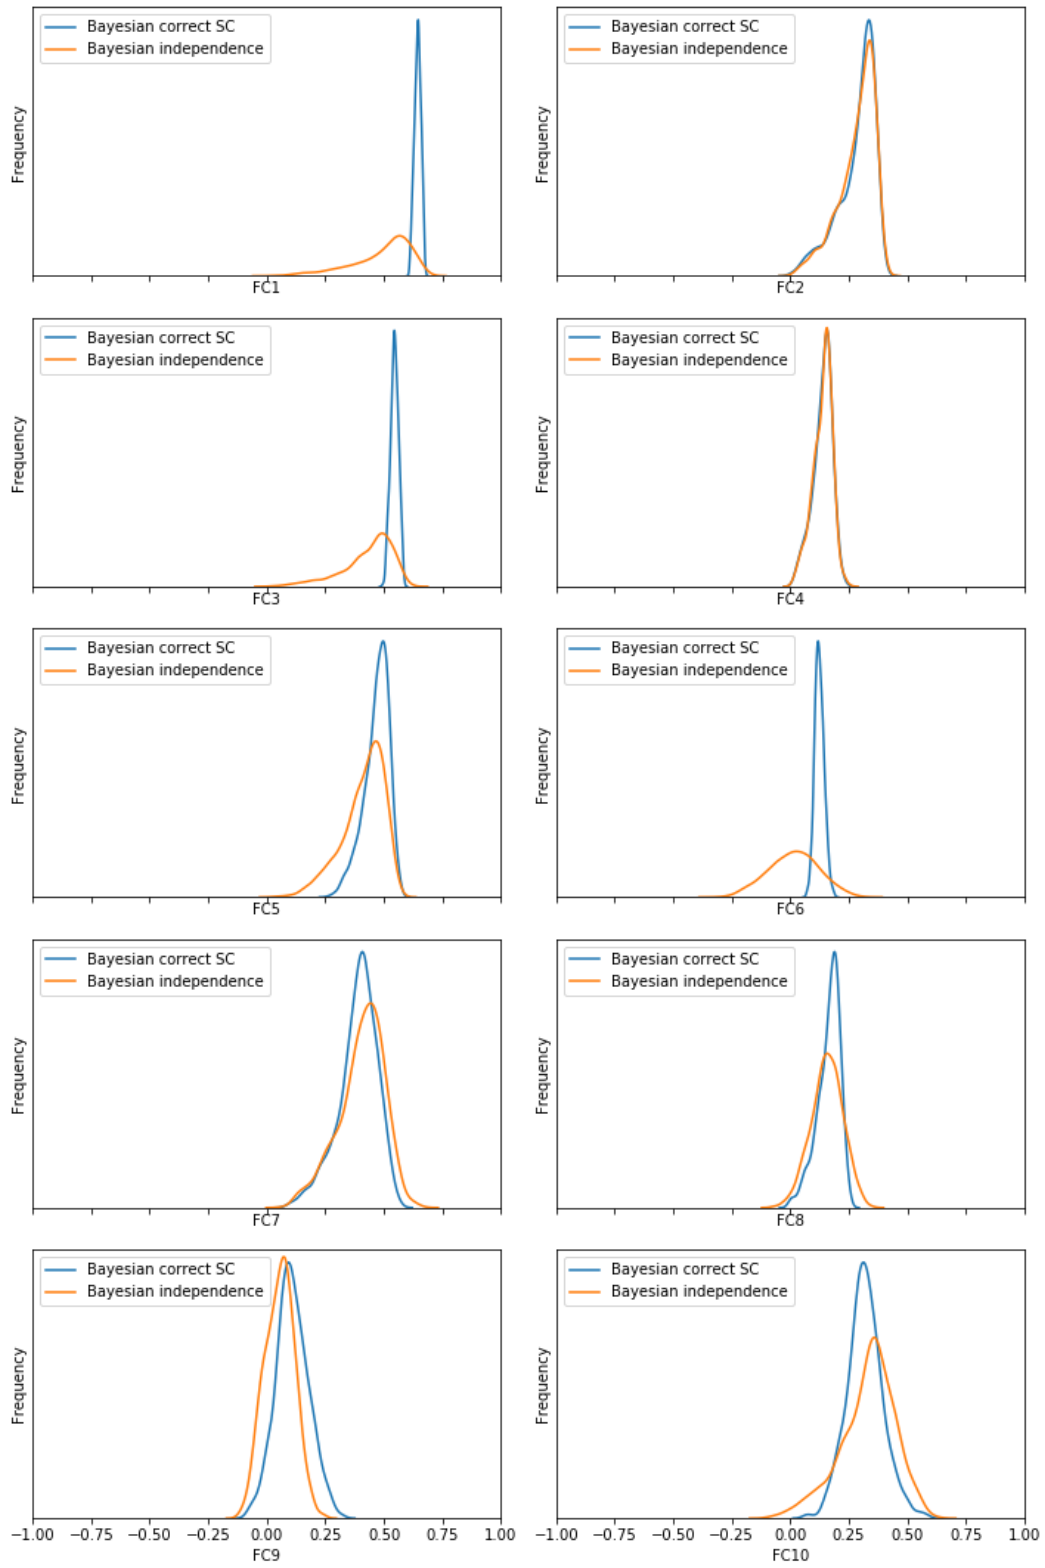 Bayesian correct SC
Bayesian independence
Frequency
FC1
Bayesian correct SC
Bayesian independence
Frequency
FC2
Bayesian correct SC
Bayesian independence
Frequency
FC3
Bayesian correct SC
Bayesian independence
Frequency
FC4
Bayesian correct SC
Bayesian independence
Frequency
FC5
Bayesian correct SC
Bayesian independence
Frequency
FC6
Bayesian correct SC
Bayesian independence
Frequency
FC7
Bayesian correct SC
Bayesian independence
Frequency
FC8
Bayesian correct SC
Bayesian independence
Frequency
−1.00 −0.75 −0.50 −0.25 0.00 0.25 0.50 0.75 1.00
FC9
Bayesian correct SC
Bayesian independence
Frequency
−1.00 −0.75 −0.50 −0.25 0.00 0.25 0.50 0.75 1.00
FC10